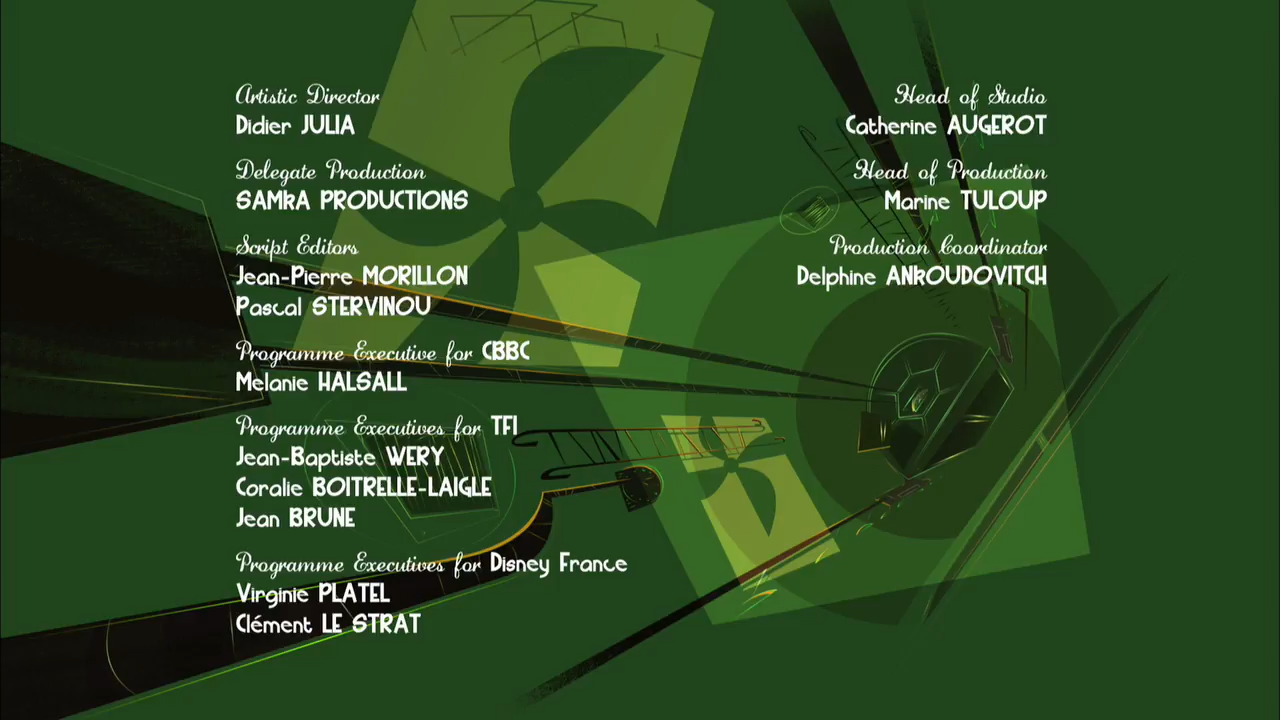 Artistic Director
Didier JULIA
Delegate Production
SAMKA PRODUCTIONS
Script Editors
Jean-Pierre MORILLON
Pascal STERVINOU
Programme Executive for CBBC
Melanie HALSALL
Programme Executives for TF1
Jean-Baptiste WERY
Coralie BOITRELLE-LAIGLE
Jean BRUNE
Programme Executives for Disney France
Virginie PLATEL
Clément LE STRAT
Head of Studio
Catherine AUGEROT
Head of Production
Marine TULOUP
Production Coordinator
Delphine ANKOUDOVITCH